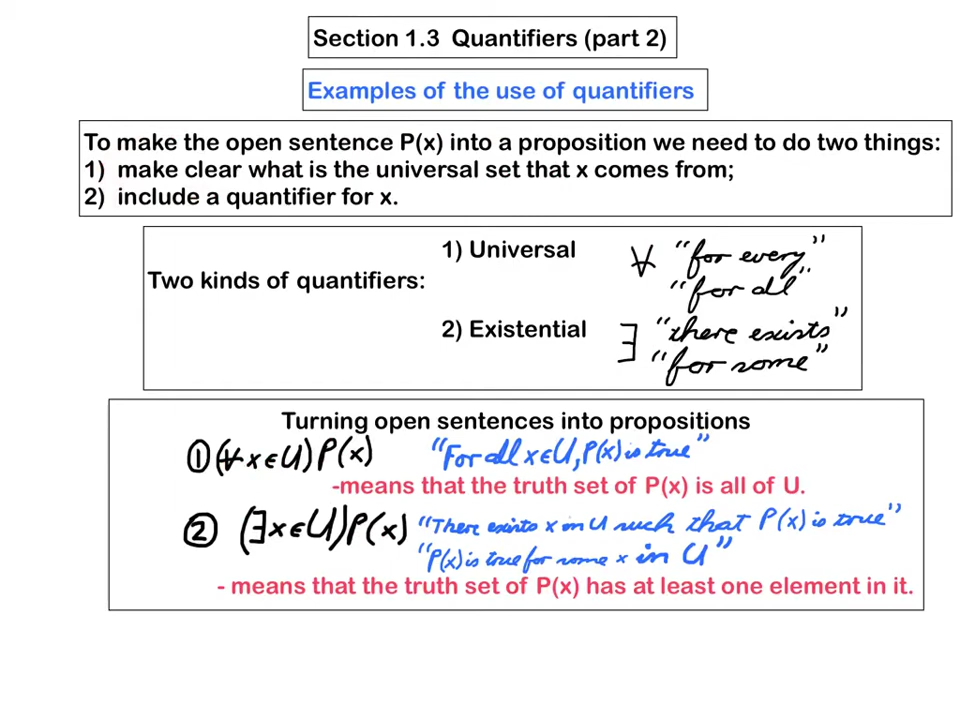 Section 1.3 Quantifiers (part 2)
Examples of the use of quantifiers
To make the open sentence P(x) into a proposition we need to do two things:
1) make clear what is the universal set that x comes from;
2) include a quantifier for x.
Two kinds of quantifiers:
1) Universal ∀ "for every"
"for all"
2) Existential ∃ "there exists"
"for some"
Turning open sentences into propositions
① (∀x∈U)P(x) "For all x∈U, P(x) is true"
-means that the truth set of P(x) is all of U.
② (∃x∈U)P(x) "There exists x in U such that P(x) is true"
"P(x) is true for some x in U"
- means that the truth set of P(x) has at least one element in it.